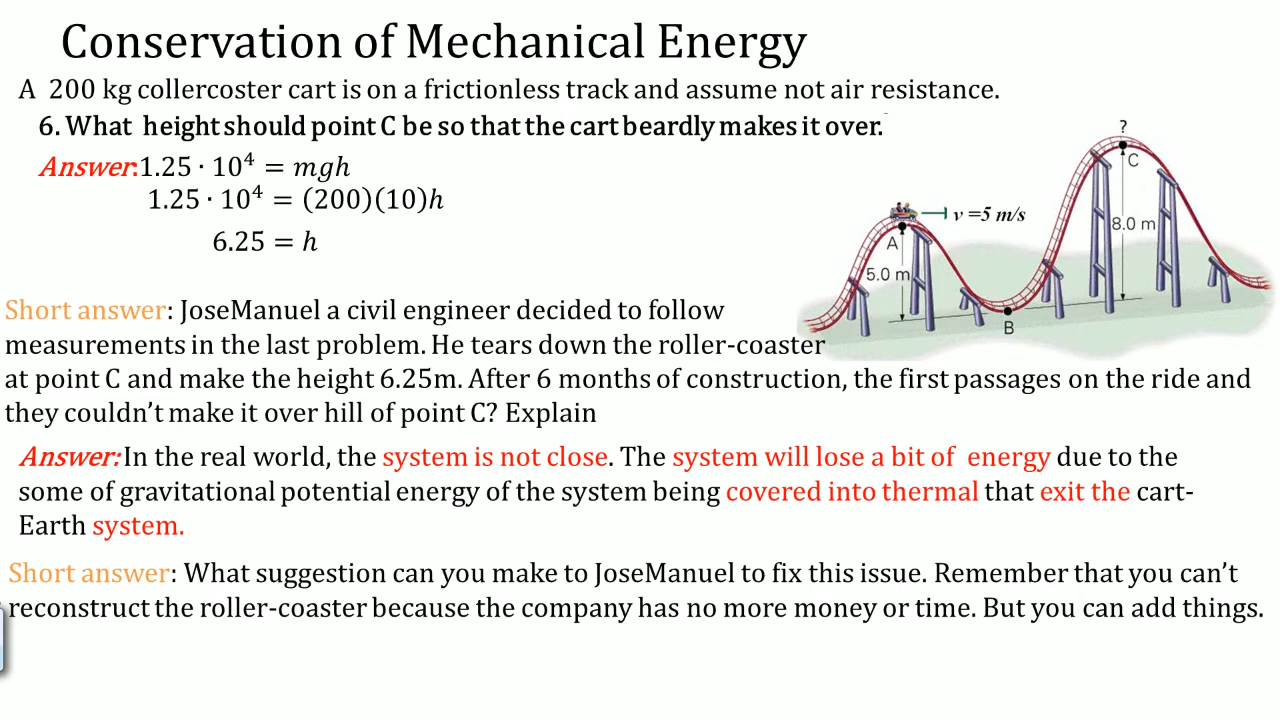 Conservation of Mechanical Energy
A 200 kg collercoster cart is on a frictionless track and assume not air resistance.
6. What height should point C be so that the cart beardly makes it over.
Answer:1.25 · 10⁴ = mgh
1.25 · 10⁴ = (200)(10)h
6.25 = h
?
C
v =5 m/s
A
8.0 m
5.0 m
B
Short answer: JoseManuel a civil engineer decided to follow
measurements in the last problem. He tears down the roller-coaster
at point C and make the height 6.25m. After 6 months of construction, the first passages on the ride and
they couldn't make it over hill of point C? Explain
Answer: In the real world, the system is not close. The system will lose a bit of energy due to the
some of gravitational potential energy of the system being covered into thermal that exit the cart-
Earth system.
Short answer: What suggestion can you make to JoseManuel to fix this issue. Remember that you can't
reconstruct the roller-coaster because the company has no more money or time. But you can add things.